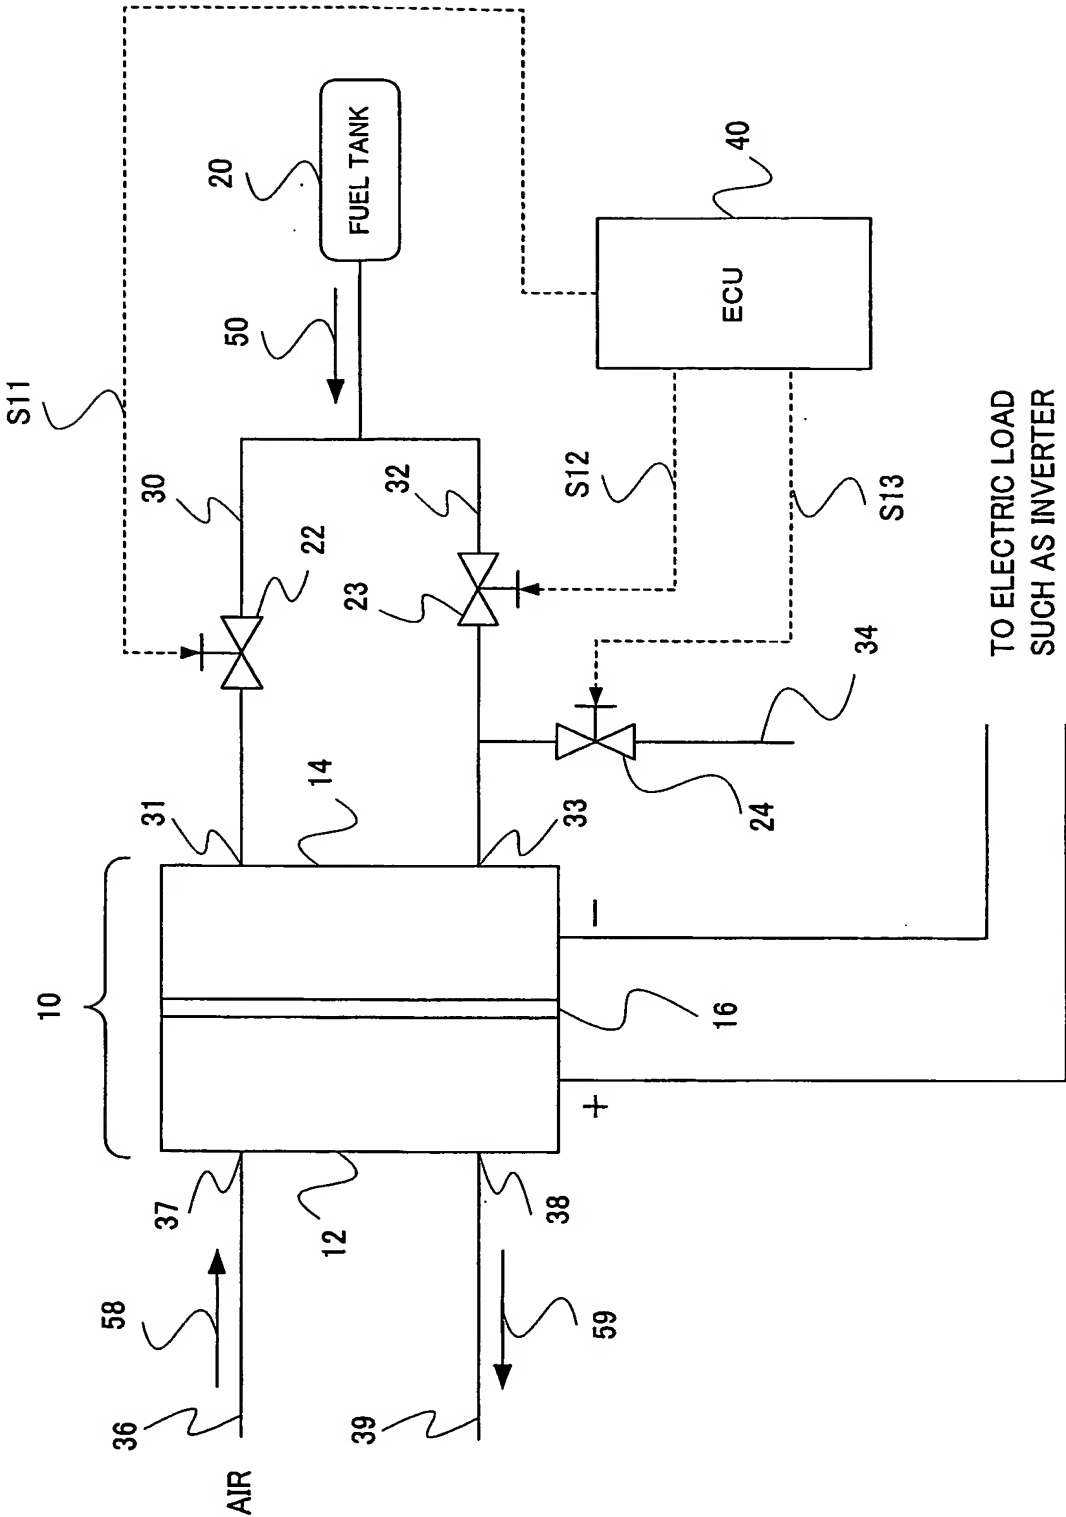 S11
20
FUEL TANK
50
40
ECU
30
32
22
23
S12
S13
34
24
TO ELECTRIC LOAD
SUCH AS INVERTER
31
14
33
10
16
−
+
37
12
38
58
59
36
39
AIR